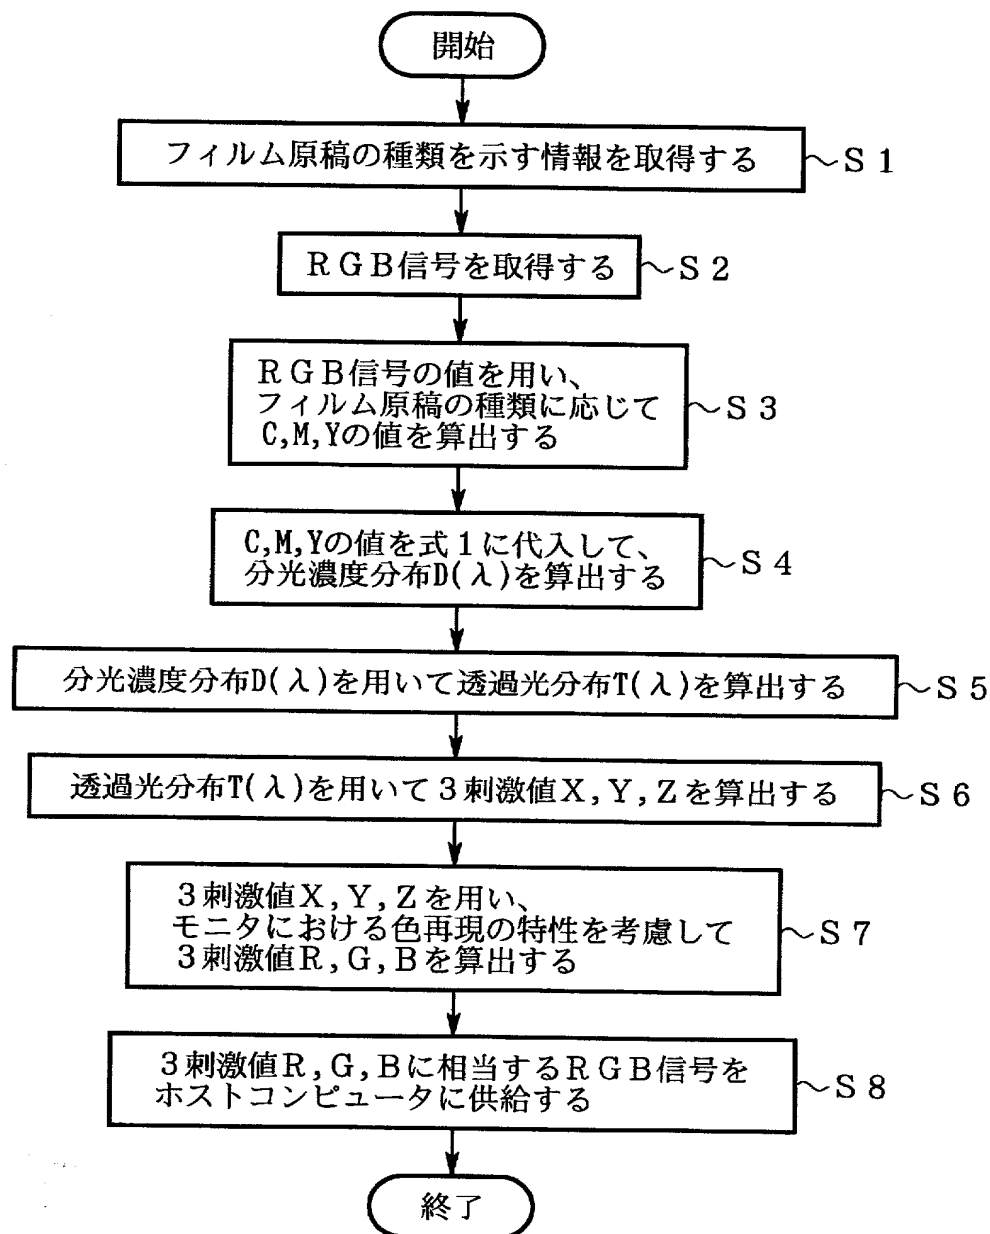 開始
フィルム原稿の種類を示す情報を取得する ～S1
RGB信号を取得する ～S2
RGB信号の値を用い、
フィルム原稿の種類に応じて ～S3
C,M,Yの値を算出する
C,M,Yの値を式1に代入して、
分光濃度分布D(λ)を算出する ～S4
分光濃度分布D(λ)を用いて透過光分布T(λ)を算出する ～S5
透過光分布T(λ)を用いて3刺激値X,Y,Zを算出する ～S6
3刺激値X,Y,Zを用い、
モニタにおける色再現の特性を考慮して ～S7
3刺激値R,G,Bを算出する
3刺激値R,G,Bに相当するRGB信号を
ホストコンピュータに供給する ～S8
終了